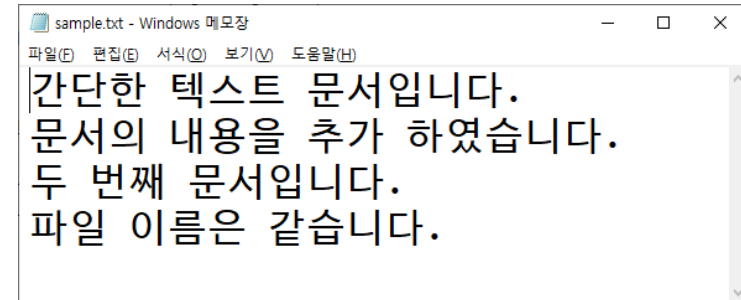 sample.txt - Windows 메모장
파일(F) 편집(E) 서식(O) 보기(V) 도움말(H)
간단한 텍스트 문서입니다.
문서의 내용을 추가 하였습니다.
두 번째 문서입니다.
파일 이름은 같습니다.